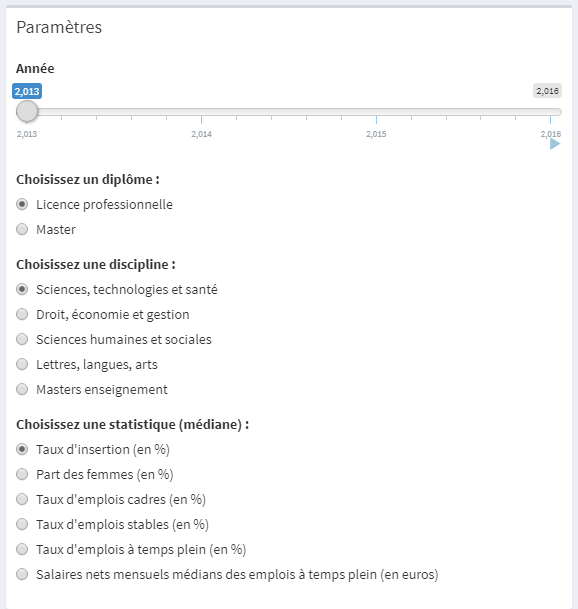 Paramètres
Année
2,013 2,016
2,013 2,014 2,015 2,016
Choisissez un diplôme :
Licence professionnelle
Master
Choisissez une discipline :
Sciences, technologies et santé
Droit, économie et gestion
Sciences humaines et sociales
Lettres, langues, arts
Masters enseignement
Choisissez une statistique (médiane) :
Taux d'insertion (en %)
Part des femmes (en %)
Taux d'emplois cadres (en %)
Taux d'emplois stables (en %)
Taux d'emplois à temps plein (en %)
Salaires nets mensuels médians des emplois à temps plein (en euros)